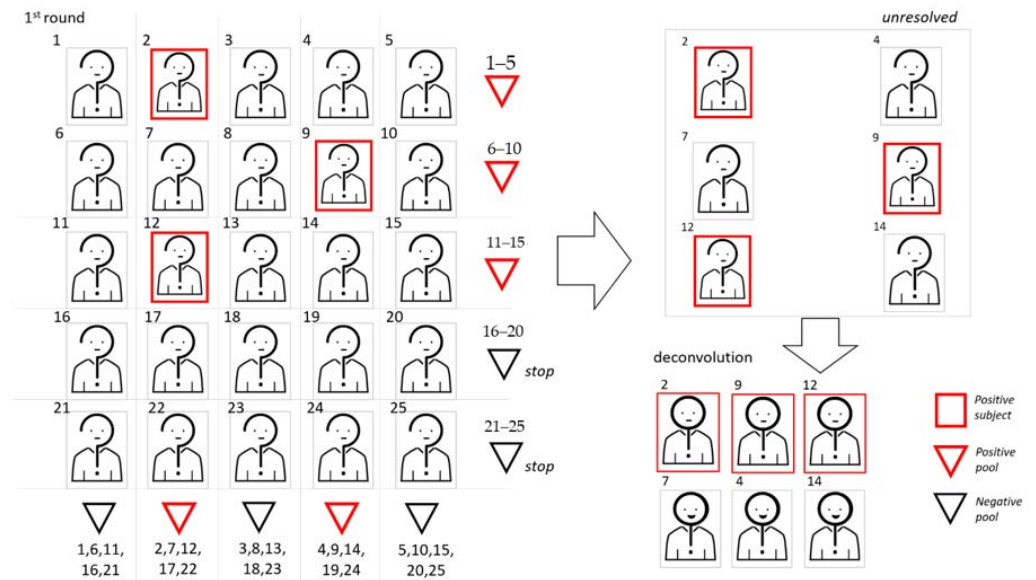 1st round
unresolved
1 2 3 4 5
1–5
6 7 8 9 10
6–10
11 12 13 14 15
11–15
16 17 18 19 20
16–20
stop
21 22 23 24 25
21–25
stop
1,6,11, 2,7,12, 3,8,13, 4,9,14, 5,10,15,
16,21 17,22 18,23 19,24 20,25
2 4
7 9
12 14
deconvolution
2 9 12
7 4 14
Positive
subject
Positive
pool
Negative
pool